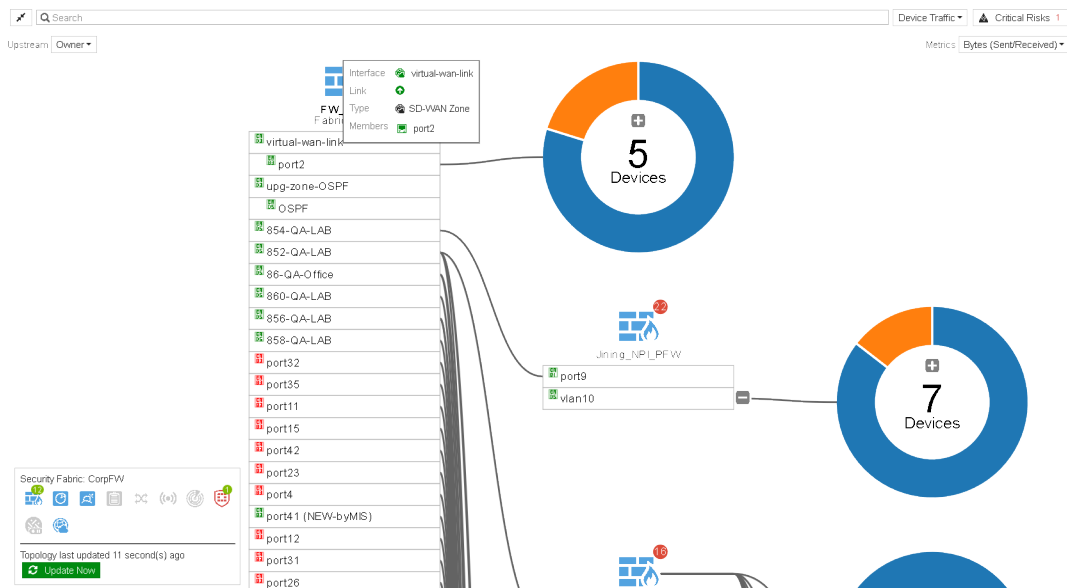 Search
Device Traffic
Critical Risks 1
Upstream Owner
Metrics Bytes (Sent/Received)
Interface virtual-wan-link
Link
Type SD-WAN Zone
Members port2
FW_
Fabric
virtual-wan-link
port2
upg-zone-OSPF
OSPF
854-QA-LAB
852-QA-LAB
86-QA-Office
860-QA-LAB
856-QA-LAB
858-QA-LAB
port32
port35
port11
port15
port42
port23
port4
port41 (NEW-byMIS)
port12
port31
port26
5
Devices
22
Jining_NPI_PFW
port9
vlan10
7
Devices
16
Security Fabric: CorpFW
12
1
Topology last updated 11 second(s) ago
Update Now